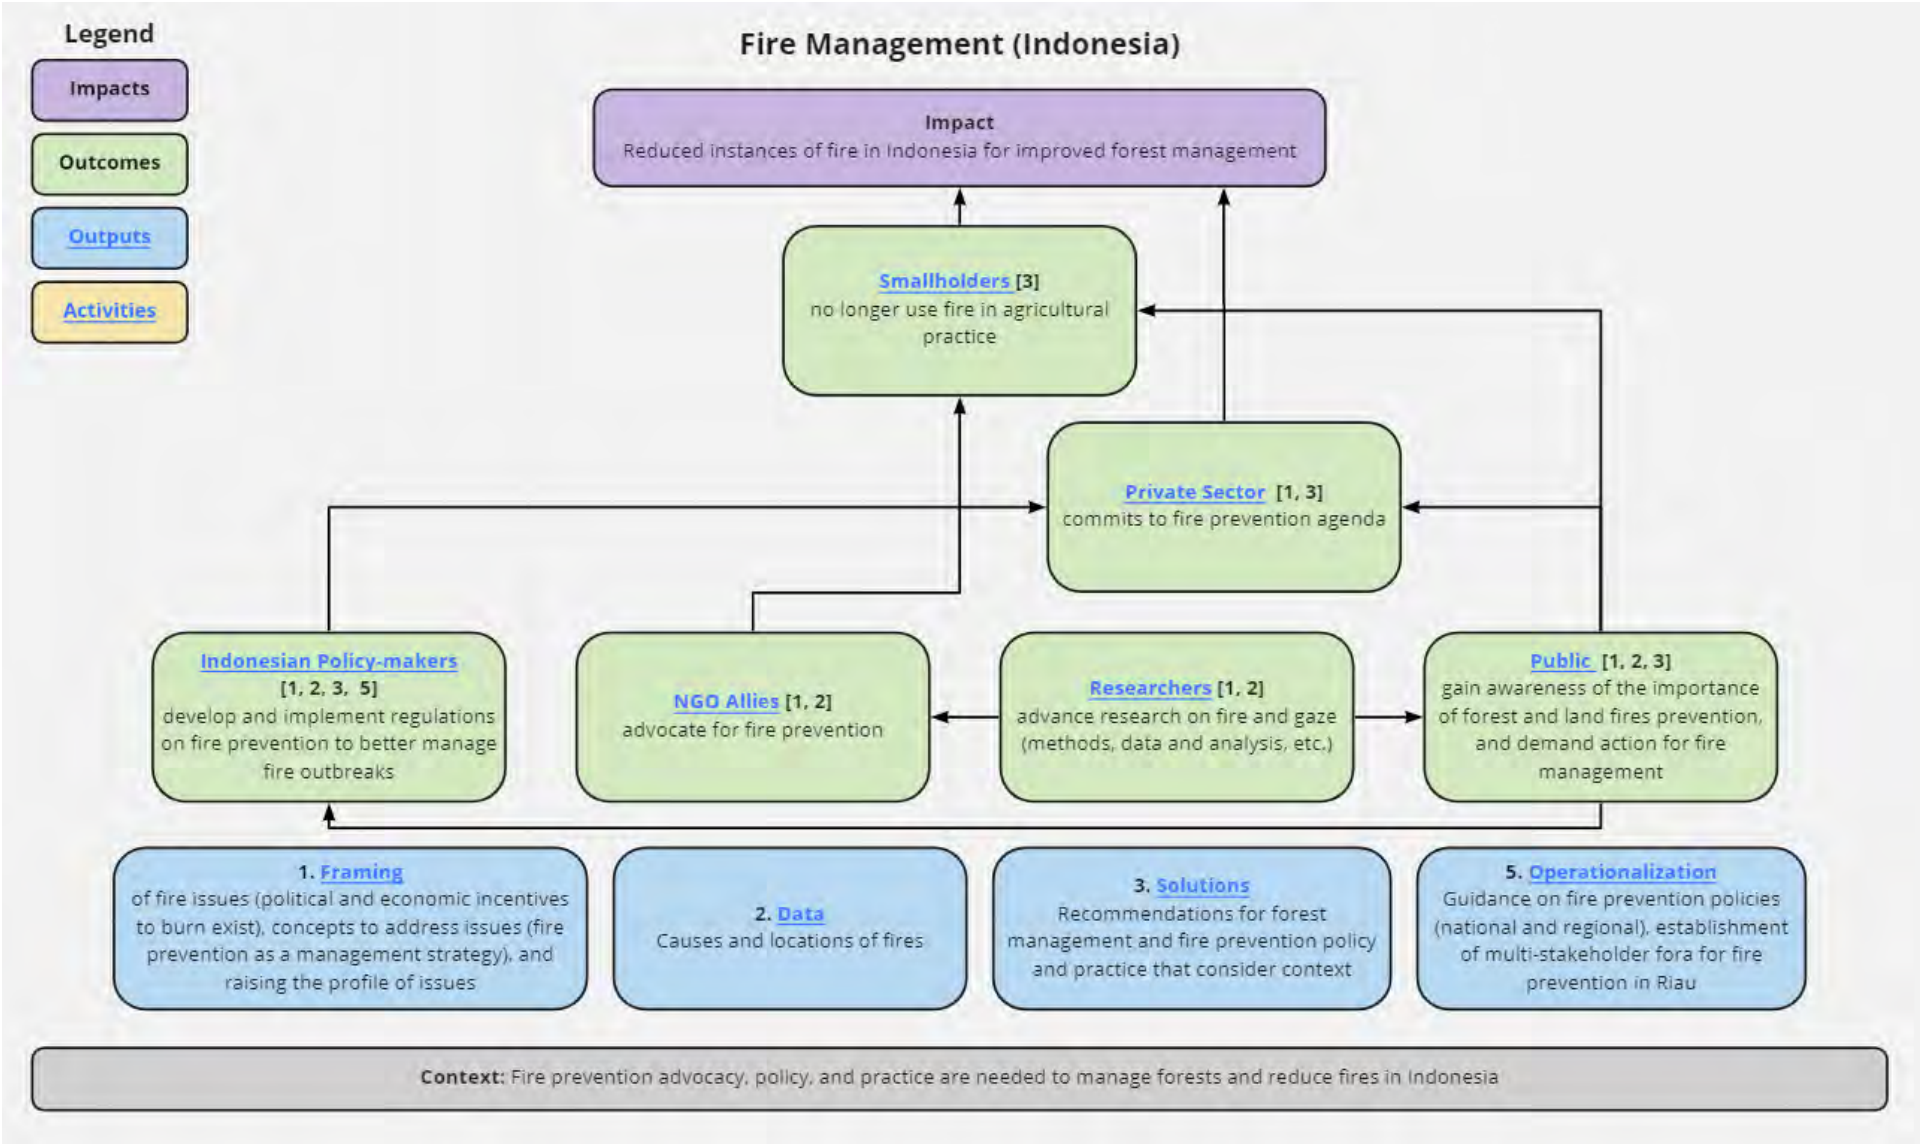 Legend
Impacts
Outcomes
Outputs
Activities
Fire Management (Indonesia)
Impact
Reduced instances of fire in Indonesia for improved forest management
Smallholders [3]
no longer use fire in agricultural
practice
Private Sector [1, 3]
commits to fire prevention agenda
Indonesian Policy-makers
[1, 2, 3, 5]
develop and implement regulations
on fire prevention to better manage
fire outbreaks
NGO Allies [1, 2]
advocate for fire prevention
Researchers [1, 2]
advance research on fire and gaze
(methods, data and analysis, etc.)
Public [1, 2, 3]
gain awareness of the importance
of forest and land fires prevention,
and demand action for fire
management
1. Framing
of fire issues (political and economic incentives
to burn exist), concepts to address issues (fire
prevention as a management strategy), and
raising the profile of issues
2. Data
Causes and locations of fires
3. Solutions
Recommendations for forest
management and fire prevention policy
and practice that consider context
5. Operationalization
Guidance on fire prevention policies
(national and regional), establishment
of multi-stakeholder fora for fire
prevention in Riau
Context: Fire prevention advocacy, policy, and practice are needed to manage forests and reduce fires in Indonesia